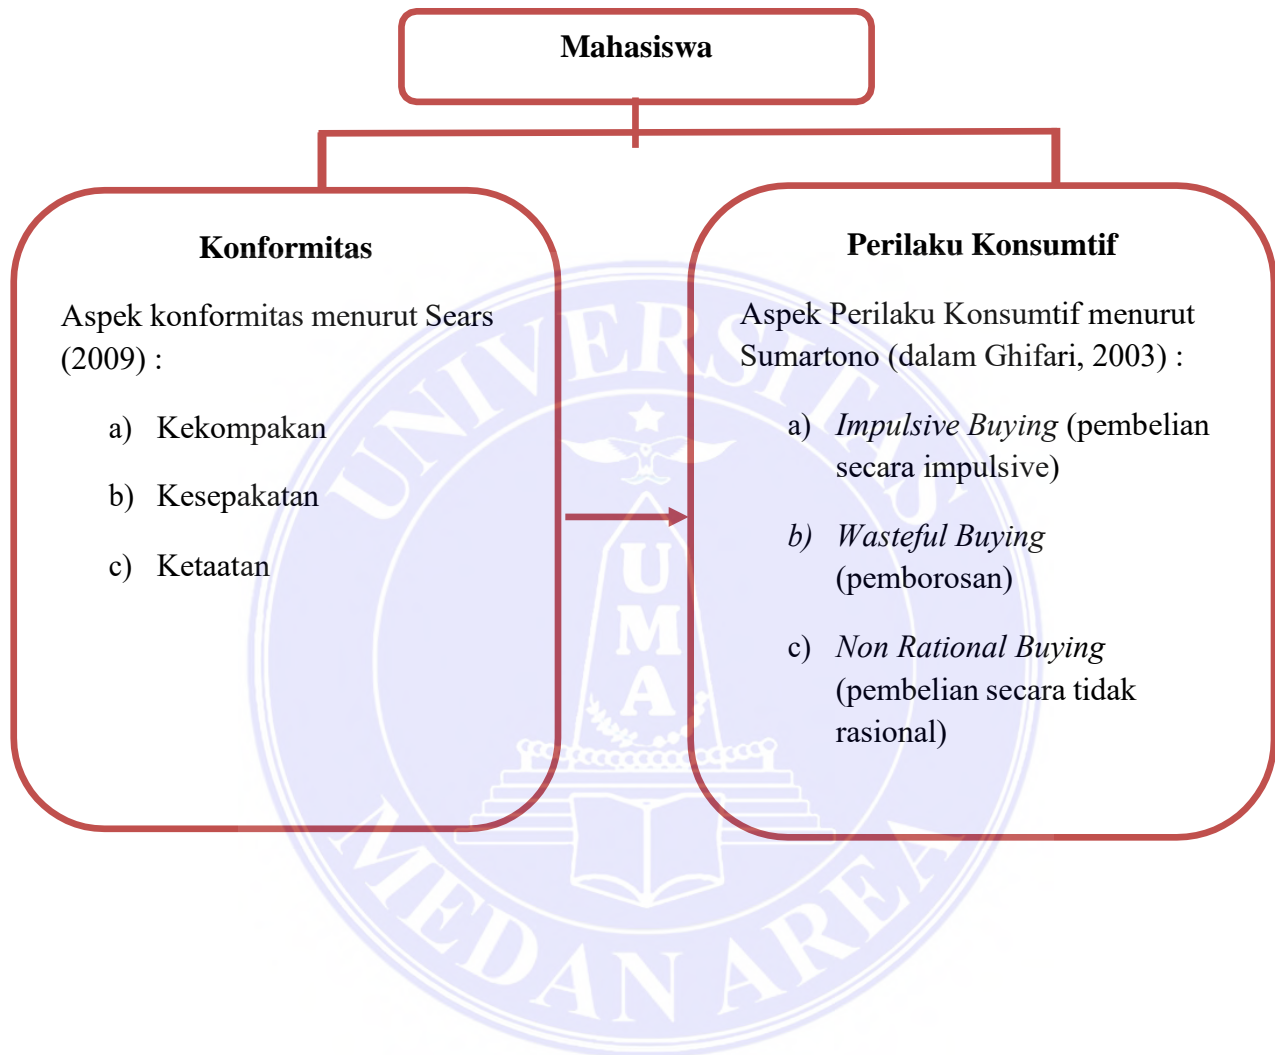 Mahasiswa
Konformitas
Aspek konformitas menurut Sears
(2009) :
a) Kekompakan
b) Kesepakatan
c) Ketaatan
Perilaku Konsumtif
Aspek Perilaku Konsumtif menurut
Sumartono (dalam Ghifari, 2003) :
a) Impulsive Buying (pembelian
secara impulsive)
b) Wasteful Buying
(pemborosan)
c) Non Rational Buying
(pembelian secara tidak
rasional)
UNIVERSITAS
U
M
A
MEDAN AREA